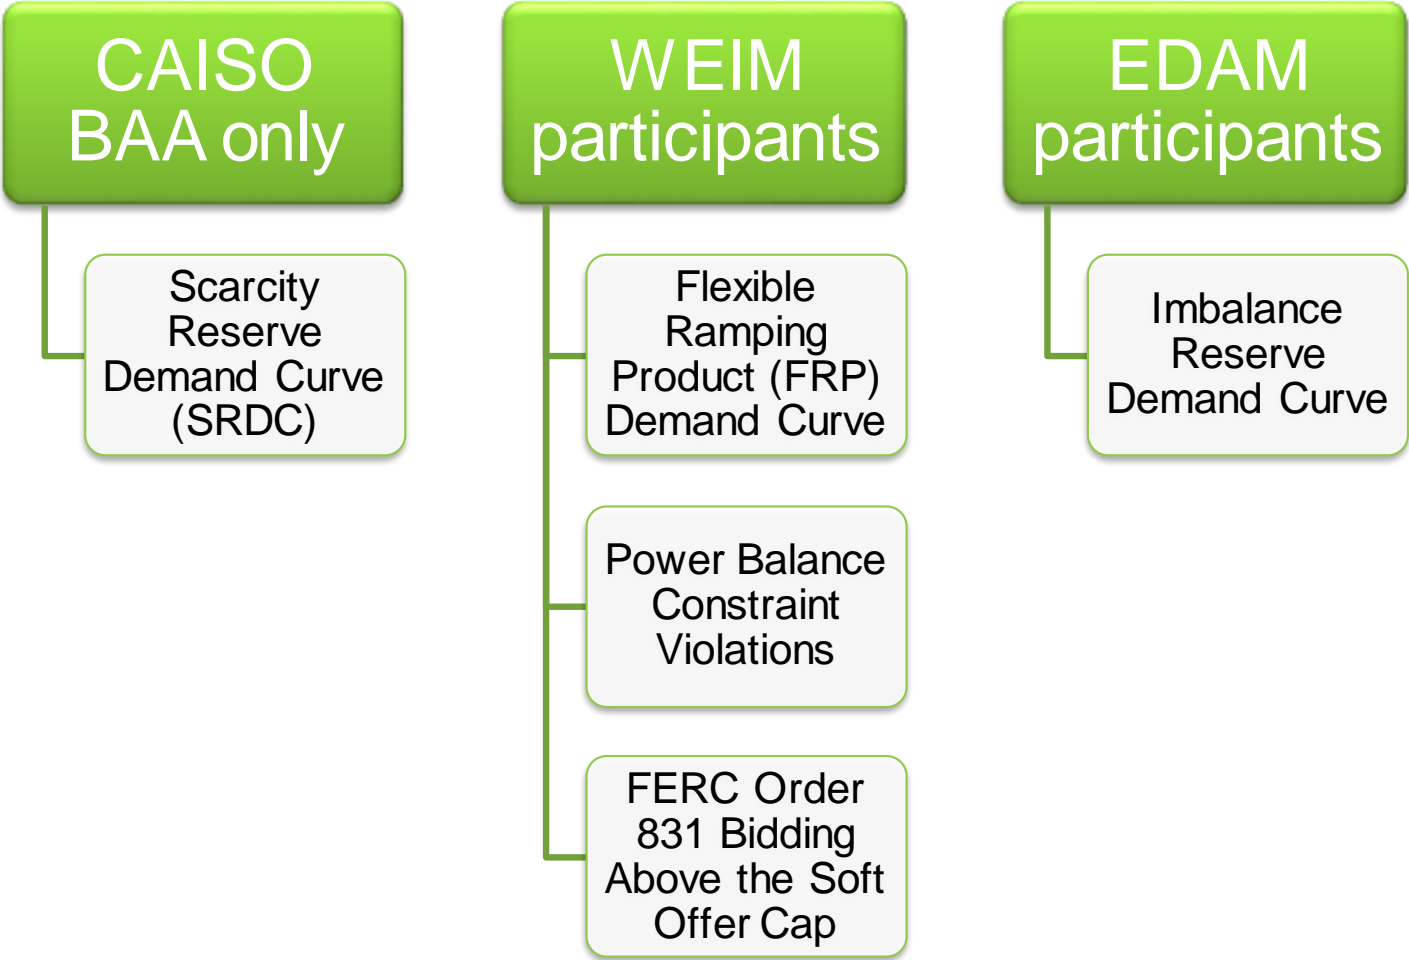 CAISO
BAA only
Scarcity
Reserve
Demand Curve
(SRDC)
WEIM
participants
Flexible
Ramping
Product (FRP)
Demand Curve
Power Balance
Constraint
Violations
FERC Order
831 Bidding
Above the Soft
Offer Cap
EDAM
participants
Imbalance
Reserve
Demand Curve